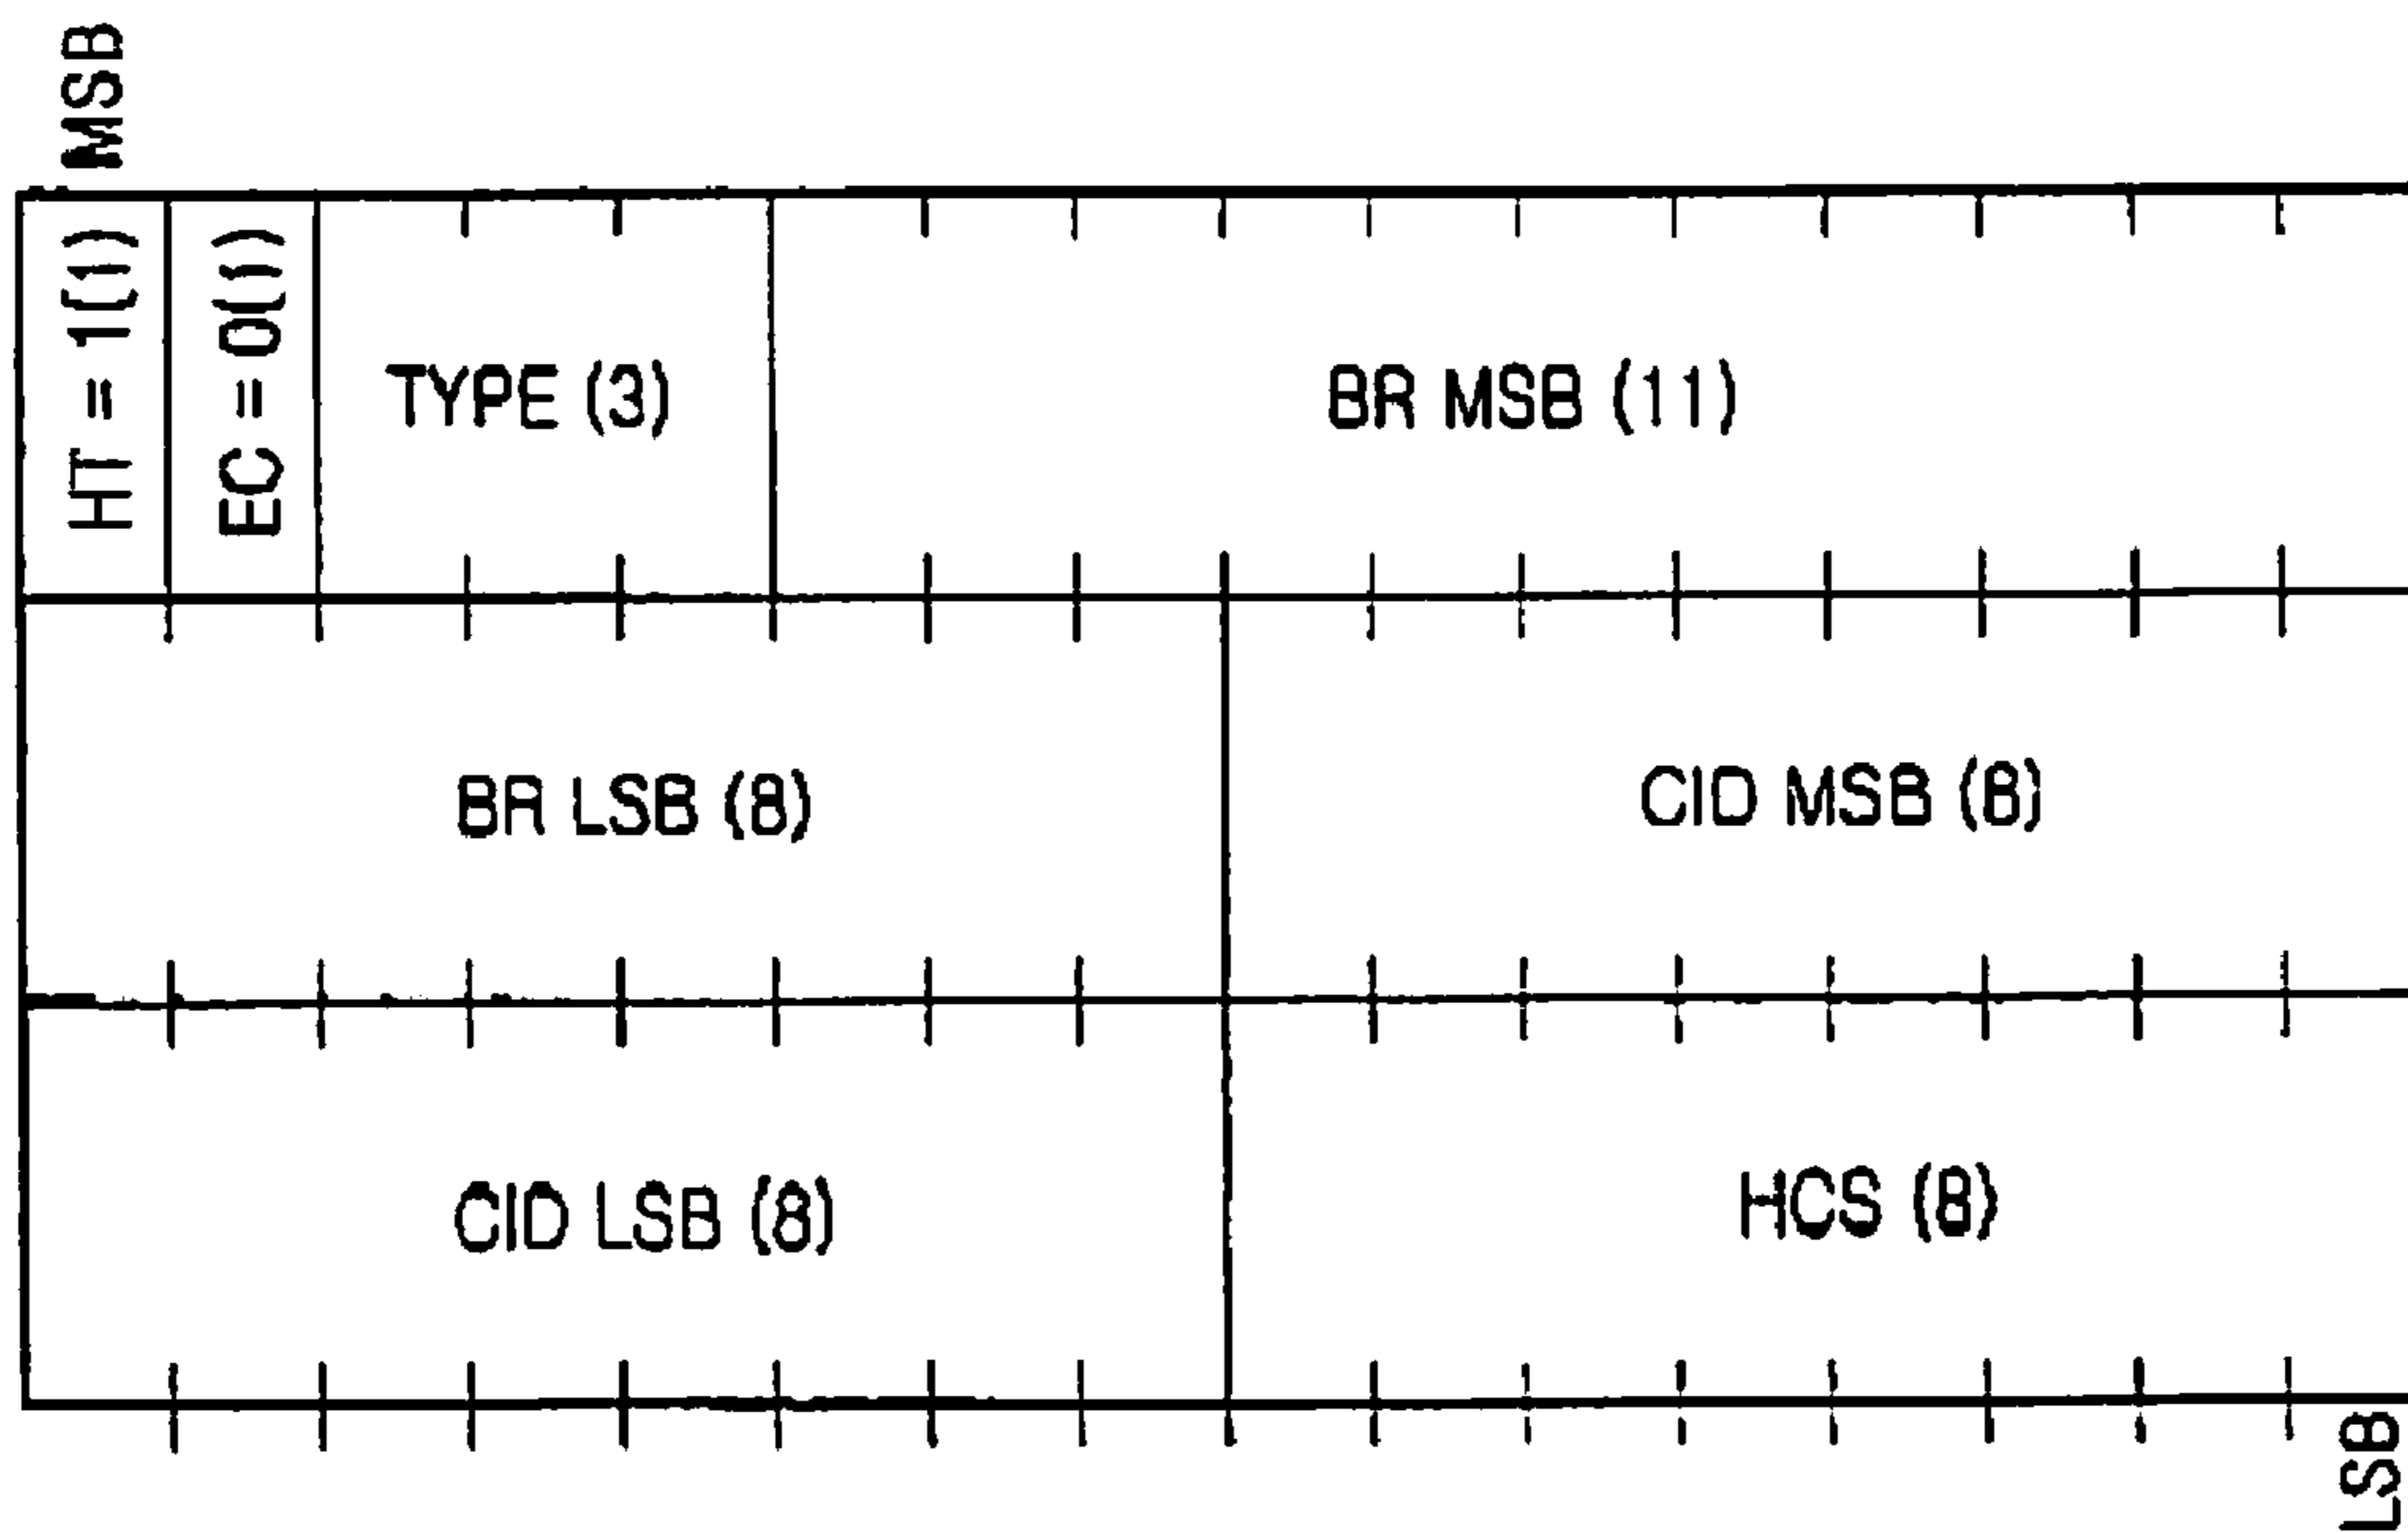 MSB
HT = 1(1)
EC = 0(1)
TYPE (3)
BR MSB (11)
BR LSB (8)
CID MSB (8)
CID LSB (8)
HCS (8)
LSB